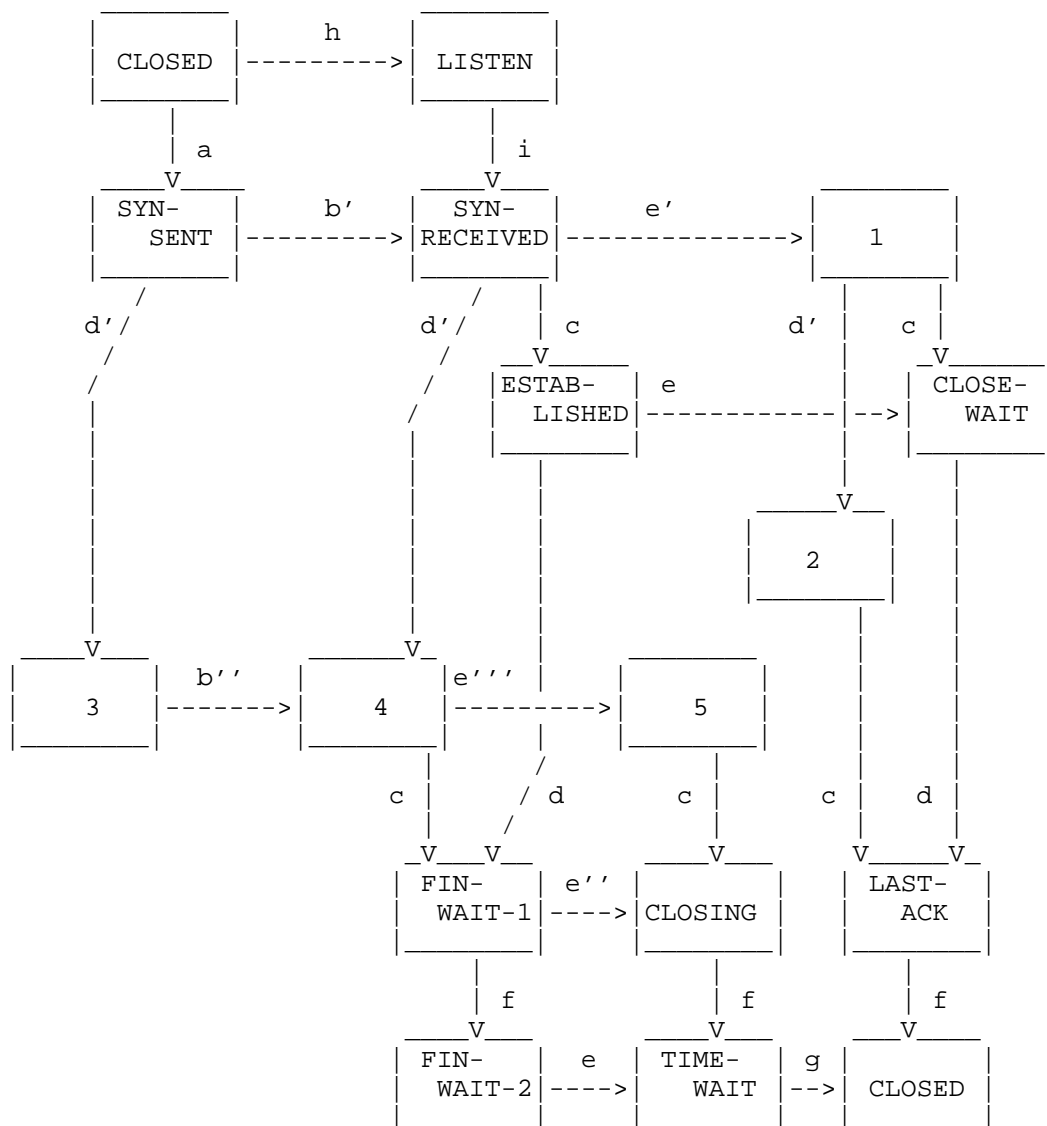 h
CLOSED --------->| LISTEN
a i
SYN- b' SYN- e'
SENT --------->|RECEIVED|-------------->| 1
d' d' c d' c
ESTAB- e CLOSE-
LISHED|------------|-->| WAIT
2
b'' e'''
3 |------->| 4 |--------->| 5
c d c c d
FIN- e'' LAST-
WAIT-1|---->|CLOSING ACK
f f f
FIN- e TIME- g
WAIT-2|---->| WAIT |-->| CLOSED